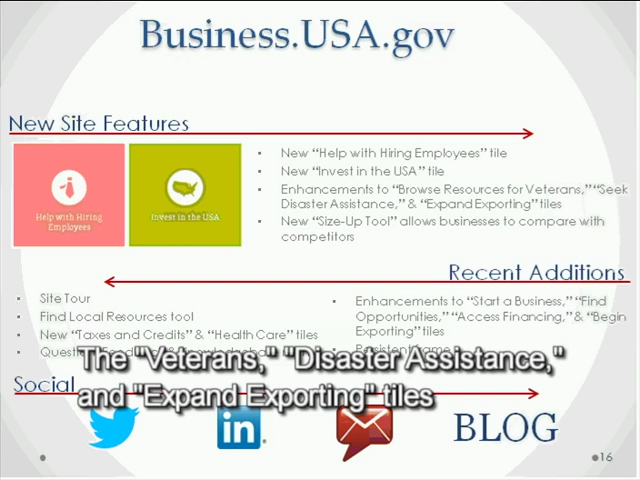 Business.USA.gov
New Site Features
Help with Hiring
Employees
Invest in the USA
New “Help with Hiring Employees” tile
New “Invest in the USA” tile
Enhancements to “Browse Resources for Veterans,” “Seek
Disaster Assistance,” & “Expand Exporting” tiles
New “Size-Up Tool” allows businesses to compare with
competitors
Recent Additions
Site Tour
Find Local Resources tool
New “Taxes and Credits” & “Health Care” tiles
Enhancements to “Start a Business,” “Find
Opportunities,” “Access Financing,” & “Begin
Exporting” tiles
The "Veterans," "Disaster Assistance,"
and "Expand Exporting" tiles
Social
in
BLOG
16